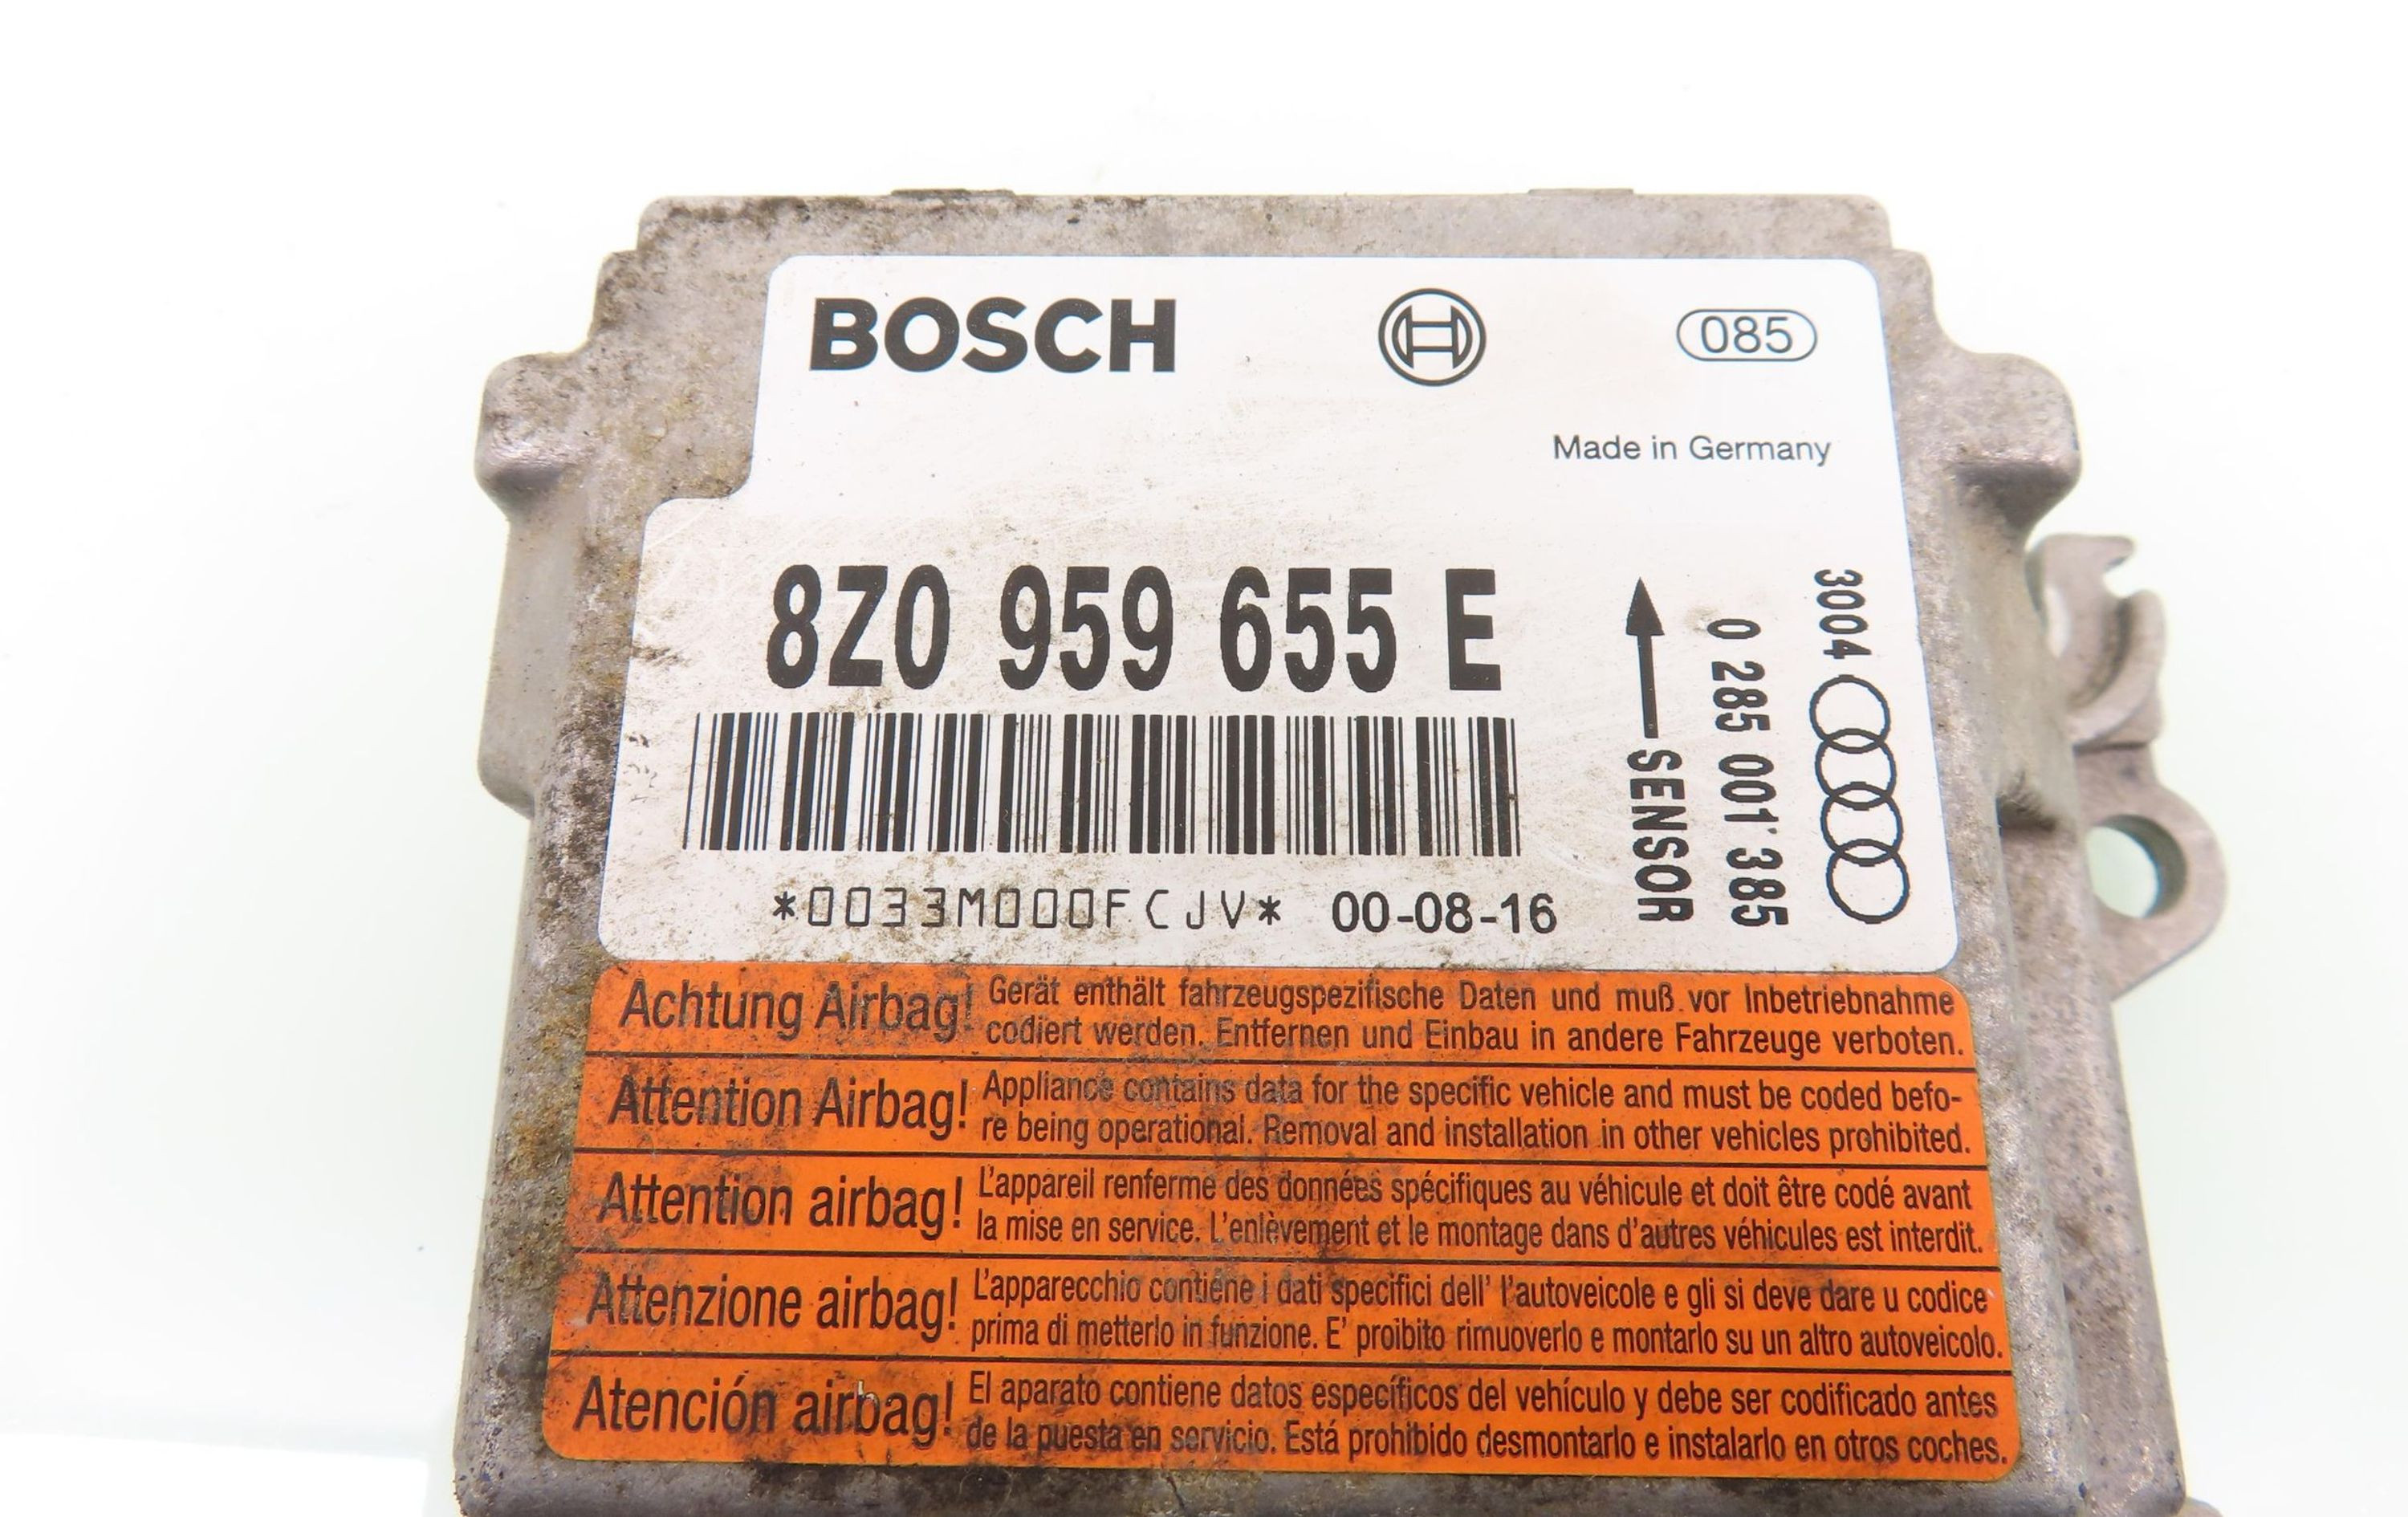 BOSCH
085
Made in Germany
8Z0 959 655 E
*0033M000FCJV* 00-08-16
SENSOR
0 285 001 385
3004
Achtung Airbag! Gerät enthält fahrzeugspezifische Daten und muß vor Inbetriebnahme
codiert werden. Entfernen und Einbau in andere Fahrzeuge verboten.
Attention Airbag! Appliance contains data for the specific vehicle and must be coded befo-
re being operational. Removal and installation in other vehicles prohibited.
Attention airbag! L'appareil renferme des données spécifiques au véhicule et doit être codé avant
la mise en service. L'enlèvement et le montage dans d'autres véhicules est interdit.
Attenzione airbag! L'apparecchio contiene i dati specifici dell' l'autoveicole e gli si deve dare u codice
prima di metterlo in funzione. E' proibito rimuoverlo e montarlo su un altro autoveicolo.
Atención airbag! El aparato contiene datos específicos del vehículo y debe ser codificado antes
de la puesta en servicio. Está prohibido desmontarlo e instalarlo en otros coches.